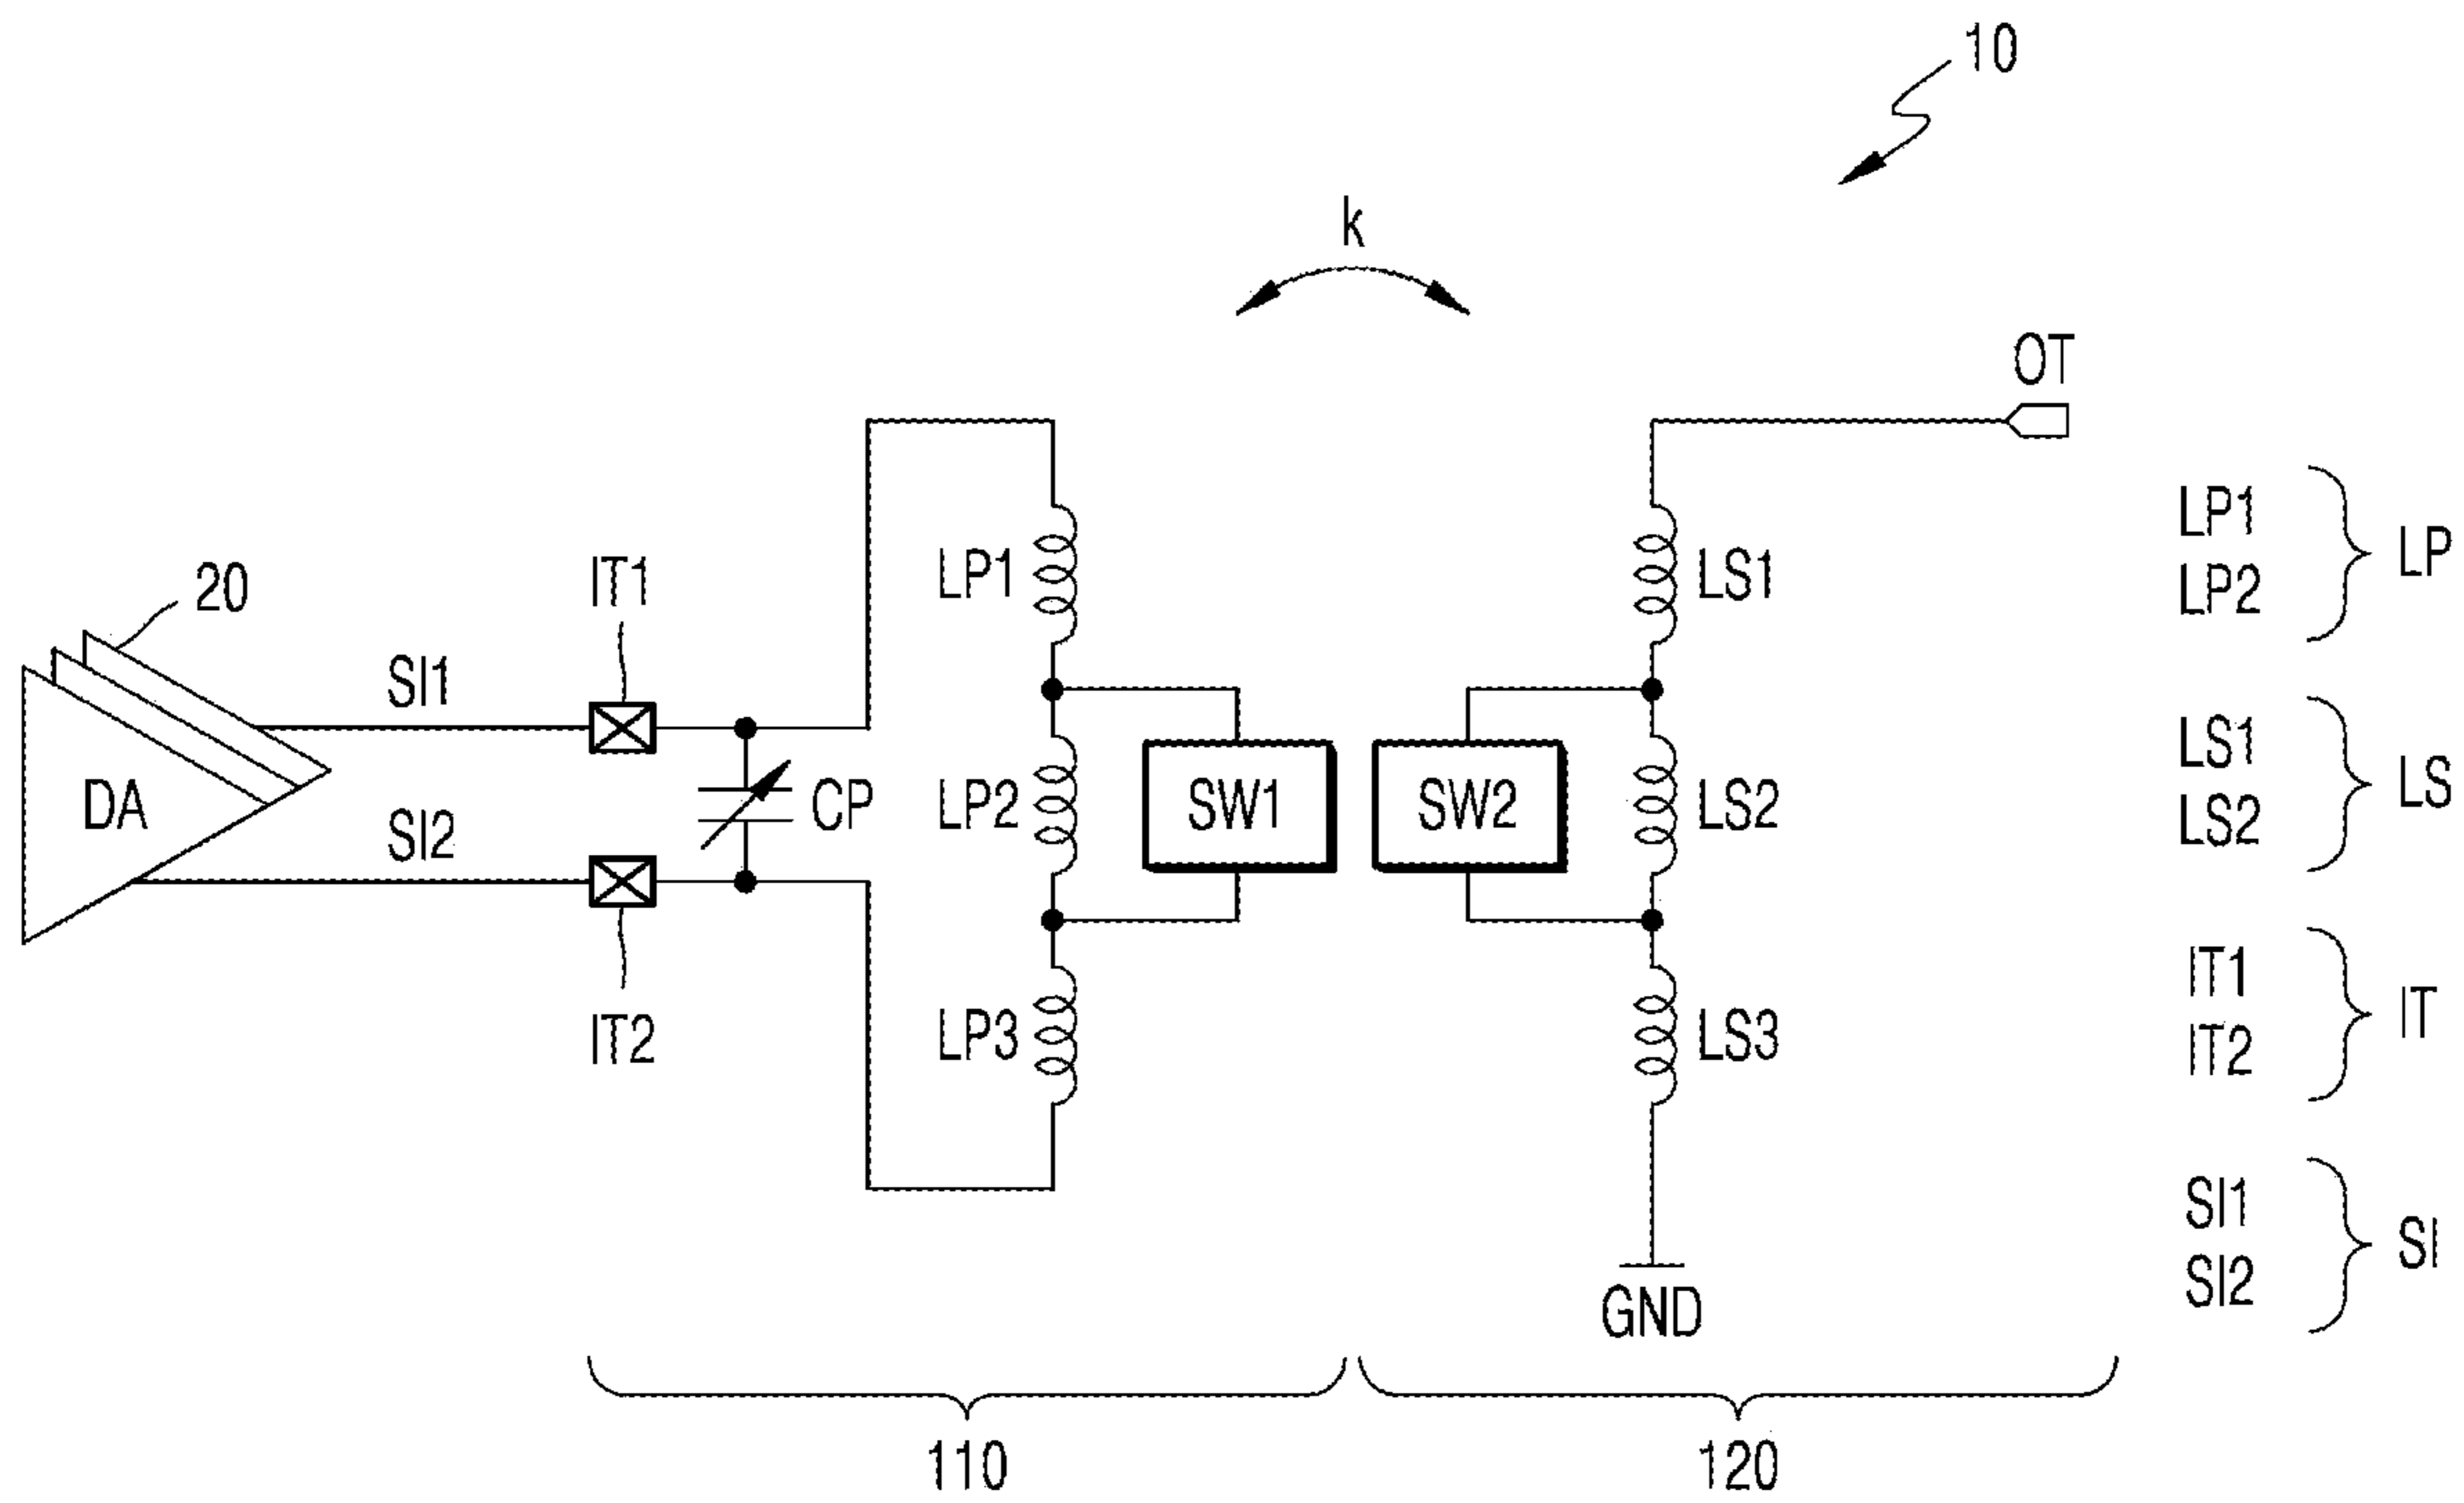 10
k
OT
20
IT1
SI1
DA
SI2
IT2
CP
LP1
LP2
LP3
SW1
SW2
LS1
LS2
LS3
GND
LP1
LP2
LP
LS1
LS2
LS
IT1
IT2
IT
SI1
SI2
SI
110
120